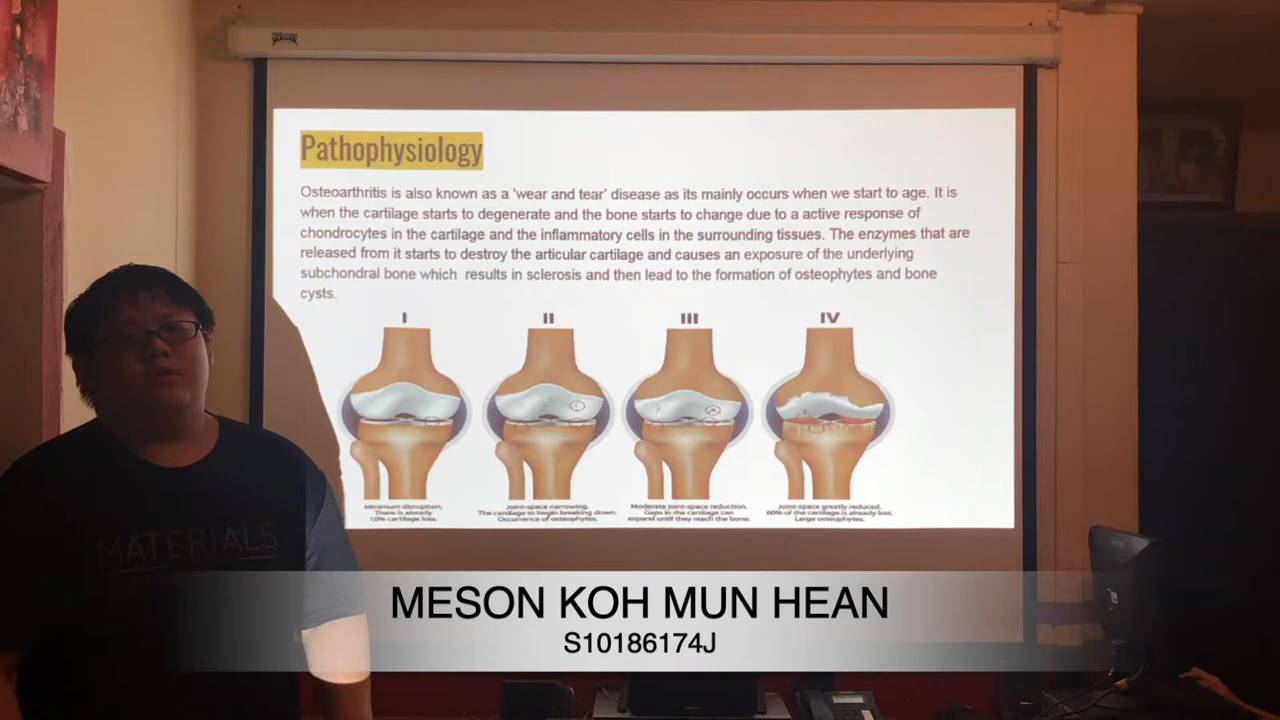 Pathophysiology
Osteoarthritis is also known as a 'wear and tear' disease as its mainly occurs when we start to age. It is
when the cartilage starts to degenerate and the bone starts to change due to a active response of
chondrocytes in the cartilage and the inflammatory cells in the surrounding tissues. The enzymes that are
released from it starts to destroy the articular cartilage and causes an exposure of the underlying
subchondral bone which results in sclerosis and then lead to the formation of osteophytes and bone
cysts.
I II III IV
Minimum disruption.
There is already
10% cartilage loss.
Joint-space narrowing.
The cartilage to begin breaking down.
Occurrence of osteophytes.
Moderate joint-space reduction.
Gaps in the cartilage can
expand until they reach the bone.
Joint-space greatly reduced.
60% of the cartilage is already lost.
Large osteophytes.
MATERIALS
MESON KOH MUN HEAN
S10186174J